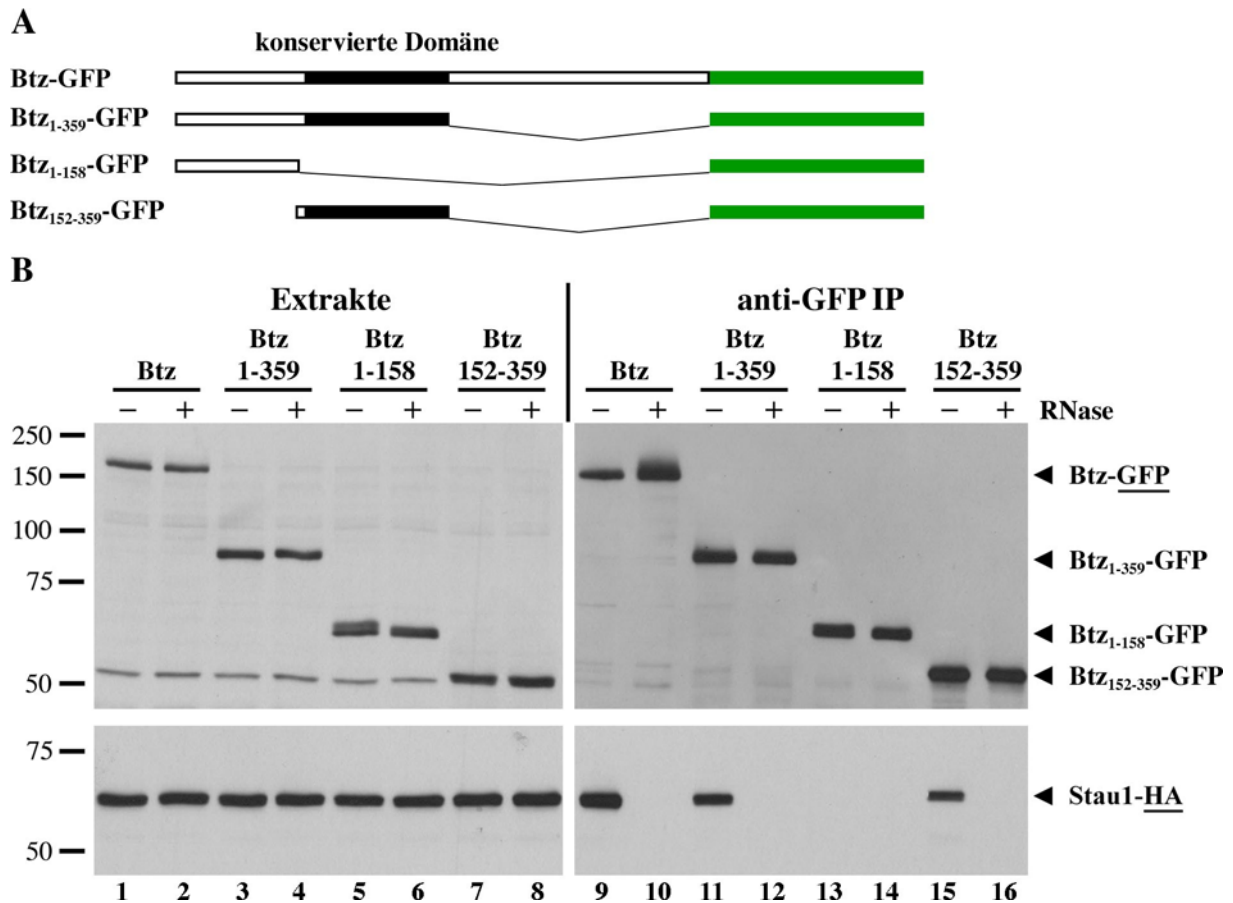 A
konservierte Domäne
Btz-GFP
Btz1-359-GFP
Btz1-158-GFP
Btz152-359-GFP
B
Extrakte
anti-GFP IP
Btz
Btz 1-359
Btz 1-158
Btz 152-359
Btz
Btz 1-359
Btz 1-158
Btz 152-359
– + – + – + – + – + – + – + – + RNase
250
150
100
75
50
Btz-GFP
Btz1-359-GFP
Btz1-158-GFP
Btz152-359-GFP
75
50
Stau1-HA
1 2 3 4 5 6 7 8 9 10 11 12 13 14 15 16